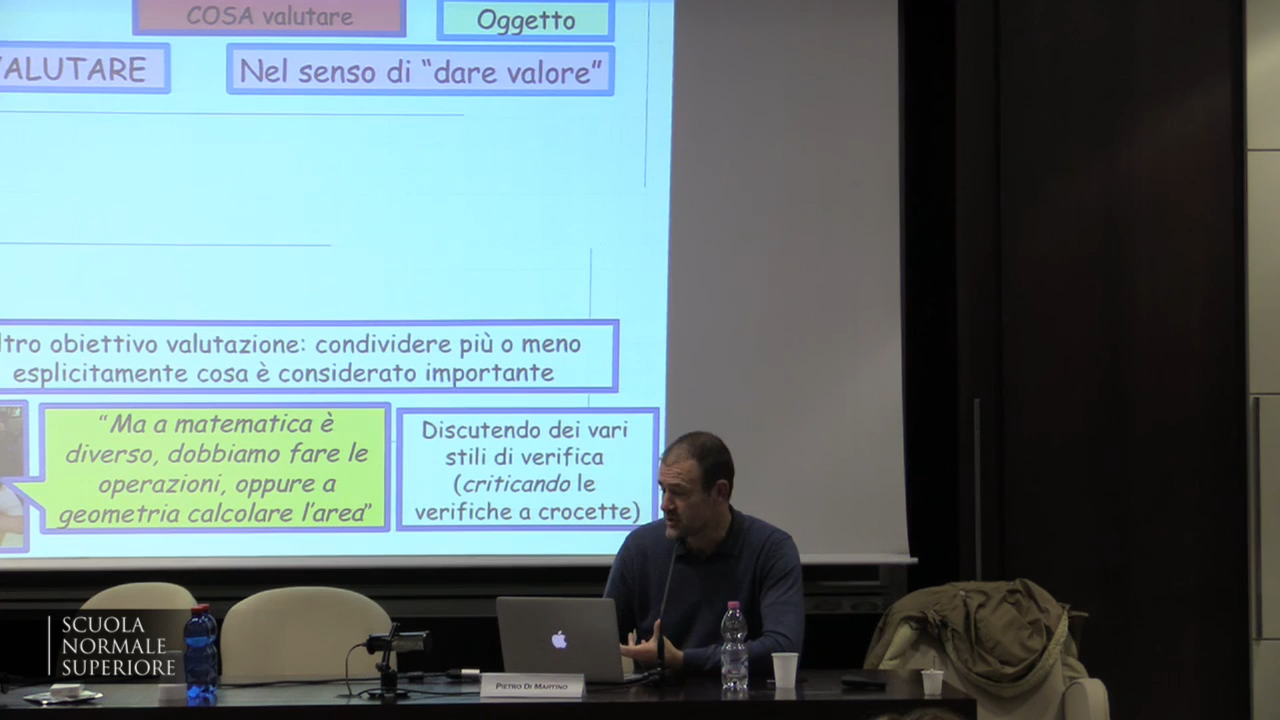 COSA valutare
Oggetto
VALUTARE
Nel senso di “dare valore”
ltro obiettivo valutazione: condividere più o meno
esplicitamente cosa è considerato importante
“Ma a matematica è
diverso, dobbiamo fare le
operazioni, oppure a
geometria calcolare l’area”
Discutendo dei vari
stili di verifica
(criticando le
verifiche a crocette)
SCUOLA
NORMALE
SUPERIORE
PIETRO DI MARTINO